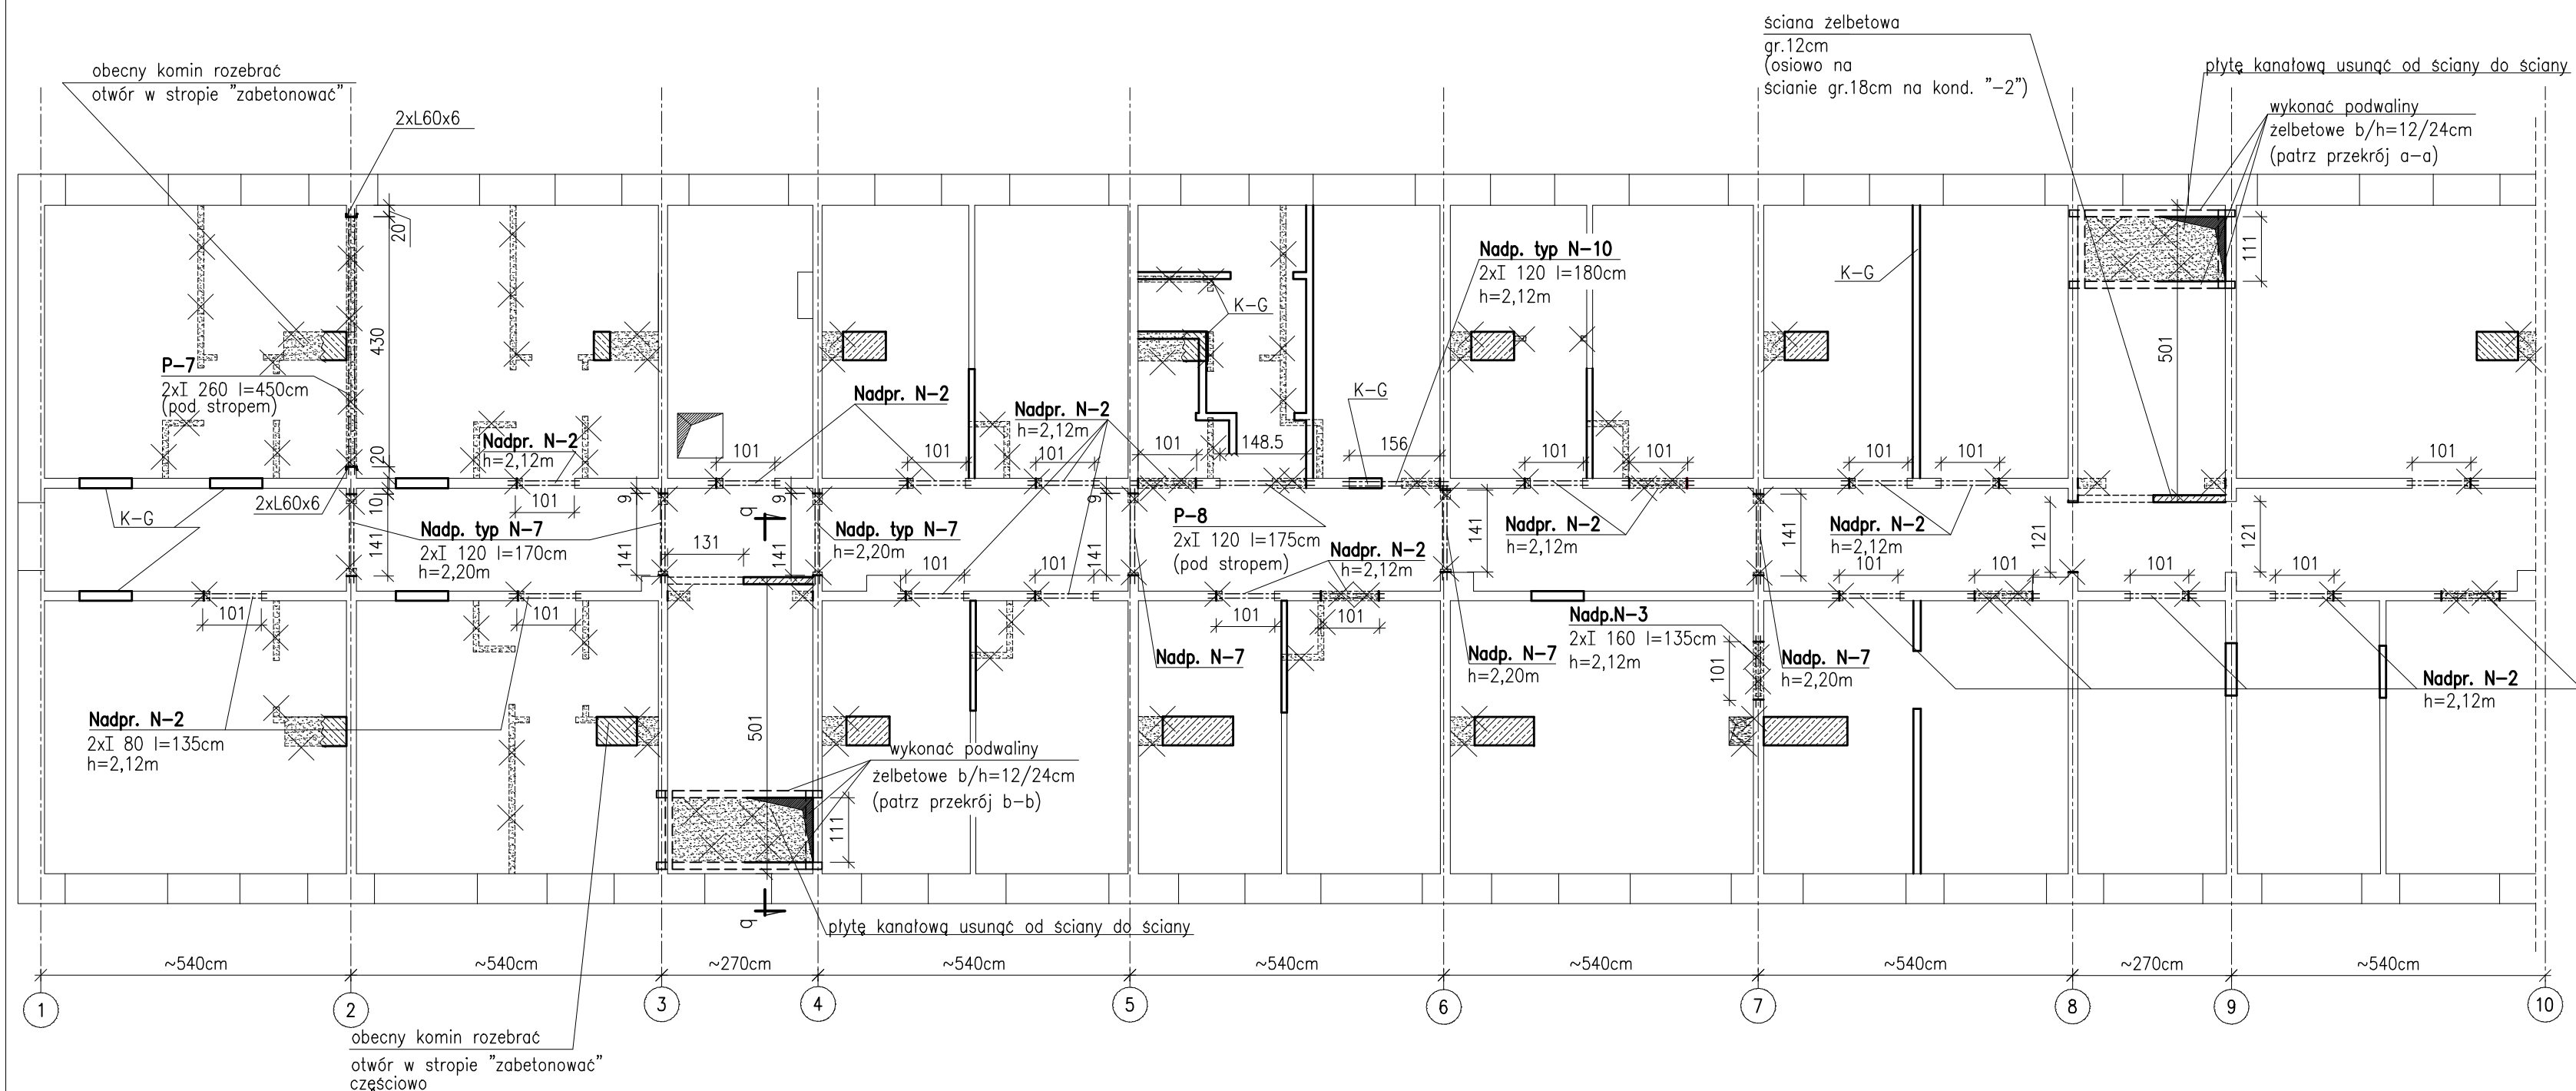 obecny komin rozebrać
otwór w stropie "zabetonować"
2xL60x6
ściana żelbetowa
gr.12cm
(osiowo na
ścianie gr.18cm na kond. "-2")
płytę kanałową usunąć od ściany do ściany
wykonać podwaliny
żelbetowe b/h=12/24cm
(patrz przekrój a-a)
20
430
20
10
141
P-7
2xI 260 l=450cm
(pod stropem)
2xL60x6
K-G
Nadpr. N-2
h=2,12m
101
Nadp. typ N-7
2xI 120 l=170cm
h=2,20m
9
141
131
101
9
141
b
Nadpr. N-2
101
Nadp. typ N-7
h=2,20m
Nadpr. N-2
h=2,12m
101
9
141
K-G
101
148.5
P-8
2xI 120 l=175cm
(pod stropem)
K-G
156
Nadp. typ N-10
2xI 120 l=180cm
h=2,12m
101
101
141
Nadpr. N-2
h=2,12m
K-G
101
101
141
Nadpr. N-2
h=2,12m
111
501
121
121
101
101
101
101
101
Nadpr. N-2
h=2,12m
101
101
Nadp. N-7
Nadp. N-7
h=2,20m
Nadp.N-3
2xI 160 l=135cm
h=2,12m
101
Nadp. N-7
h=2,20m
101
101
101
101
Nadpr. N-2
h=2,12m
Nadpr. N-2
2xI 80 l=135cm
h=2,12m
501
wykonać podwaliny
żelbetowe b/h=12/24cm
(patrz przekrój b-b)
111
b
płytę kanałową usunąć od ściany do ściany
~540cm
~540cm
~270cm
~540cm
~540cm
~540cm
~540cm
~270cm
~540cm
1
2
3
4
5
6
7
8
9
10
obecny komin rozebrać
otwór w stropie "zabetonować"
częściowo